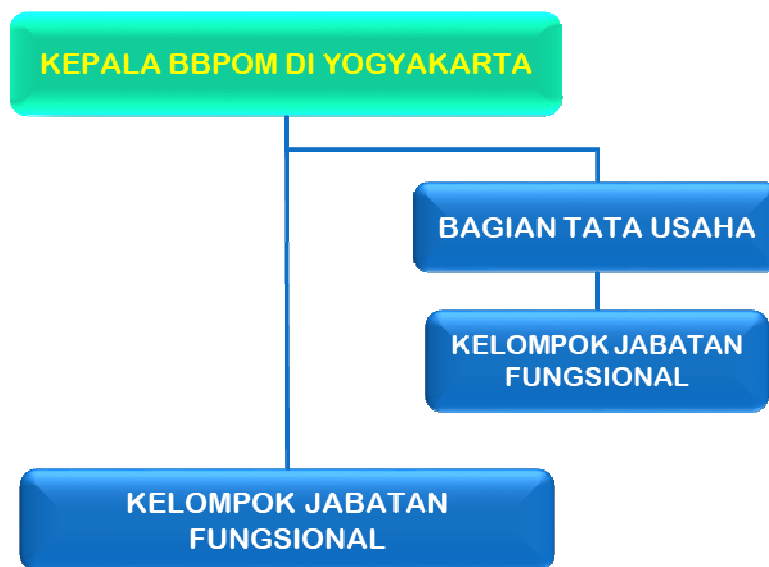 KEPALA BBPOM DI YOGYAKARTA
BAGIAN TATA USAHA
KELOMPOK JABATAN
FUNGSIONAL
KELOMPOK JABATAN
FUNGSIONAL